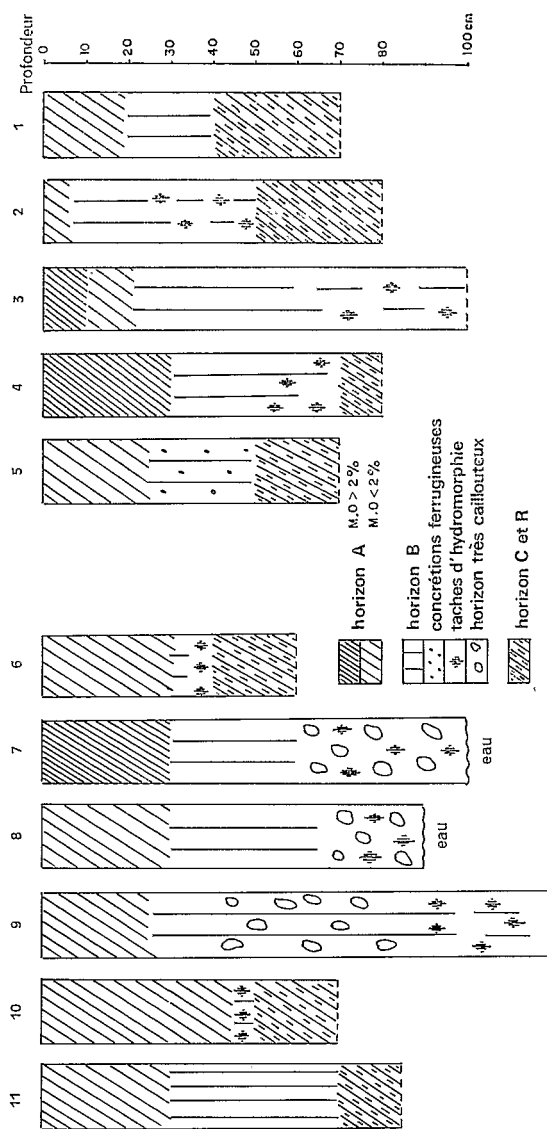 Profondeur
0
10
20
30
40
50
60
70
80
100 cm
1
2
3
4
5
6
7
8
9
10
11
eau
eau
horizon A
M.O > 2%
M.O < 2%
horizon B
concrétions ferrugineuses
taches d'hydromorphie
horizon très caillouteux
horizon C et R